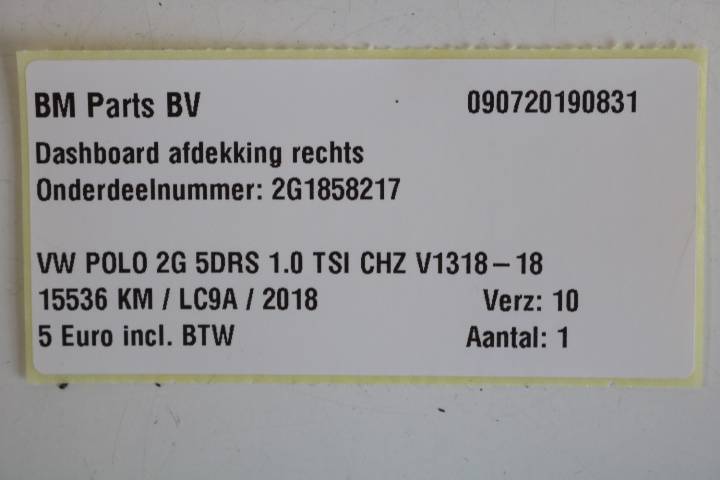 BM Parts BV 090720190831
Dashboard afdekking rechts
Onderdeelnummer: 2G1858217
VW POLO 2G 5DRS 1.0 TSI CHZ V1318-18
15536 KM / LC9A / 2018 Verz: 10
5 Euro incl. BTW Aantal: 1